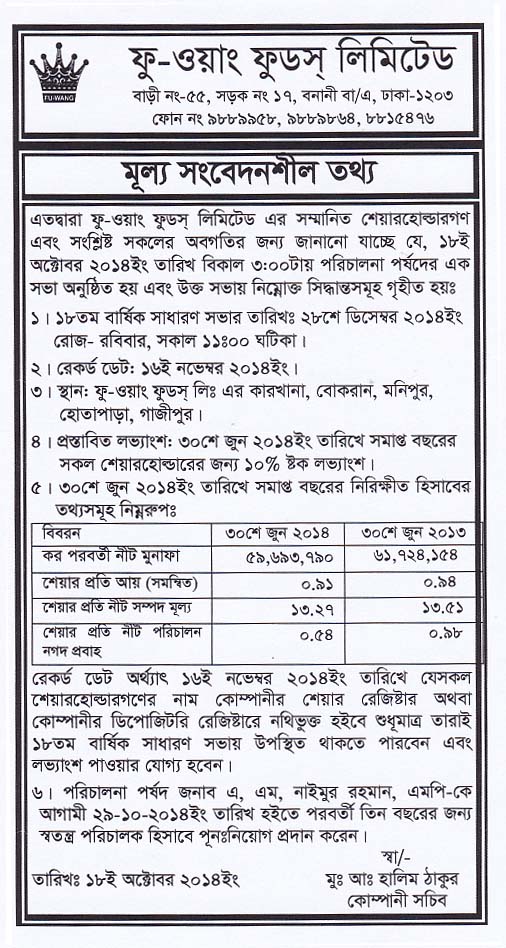 FU-WANG
ফু-ওয়াং ফুডস্ লিমিটেড
বাড়ী নং-৫৫, সড়ক নং ১৭, বনানী বা/এ, ঢাকা-১২০৩
ফোন নং ৯৮৮৯৯৫৮, ৯৮৮৯৮৬৪, ৮৮১৫৪৭৬
মূল্য সংবেদনশীল তথ্য
এতদ্বারা ফু-ওয়াং ফুডস্ লিমিটেড এর সম্মানিত শেয়ারহোল্ডারগণ
এবং সংশ্লিষ্ট সকলের অবগতির জন্য জানানো যাচ্ছে যে, ১৮ই
অক্টোবর ২০১৪ইং তারিখ বিকাল ৩:০০টায় পরিচালনা পর্ষদের এক
সভা অনুষ্ঠিত হয় এবং উক্ত সভায় নিম্নোক্ত সিদ্ধান্তসমূহ গৃহীত হয়ঃ
১। ১৮তম বার্ষিক সাধারণ সভার তারিখঃ ২৮শে ডিসেম্বর ২০১৪ইং
রোজ- রবিবার, সকাল ১১ঃ০০ ঘটিকা।
২। রেকর্ড ডেট: ১৬ই নভেম্বর ২০১৪ইং।
৩। স্থান: ফু-ওয়াং ফুডস্ লিঃ এর কারখানা, বোকরান, মনিপুর,
হোতাপাড়া, গাজীপুর।
৪। প্রস্তাবিত লভ্যাংশ: ৩০শে জুন ২০১৪ইং তারিখে সমাপ্ত বছরের
সকল শেয়ারহোল্ডারের জন্য ১০% ষ্টক লভ্যাংশ।
৫। ৩০শে জুন ২০১৪ইং তারিখে সমাপ্ত বছরের নিরিক্ষীত হিসাবের
তথ্যসমূহ নিম্নরুপঃ
বিবরন ৩০শে জুন ২০১৪ ৩০শে জুন ২০১৩
কর পরবর্তী নীট মুনাফা ৫৯,৬৯৩,৭৯০ ৬১,৭২৪,১৫৪
শেয়ার প্রতি আয় (সমন্বিত) ০.৯১ ০.৯৪
শেয়ার প্রতি নীট সম্পদ মূল্য ১৩.২৭ ১৩.৫১
শেয়ার প্রতি নীট পরিচালন
নগদ প্রবাহ ০.৫৪ ০.৯৮
রেকর্ড ডেট অর্থ্যাৎ ১৬ই নভেম্বর ২০১৪ইং তারিখে যেসকল
শেয়ারহোল্ডারগণের নাম কোম্পানীর শেয়ার রেজিষ্টার অথবা
কোম্পানীর ডিপোজিটরি রেজিষ্টারে নথিভুক্ত হইবে শুধূমাত্র তারাই
১৮তম বার্ষিক সাধারণ সভায় উপস্থিত থাকতে পারবেন এবং
লভ্যাংশ পাওয়ার যোগ্য হবেন।
৬। পরিচালনা পর্ষদ জনাব এ, এম, নাইমুর রহমান, এমপি-কে
আগামী ২৯-১০-২০১৪ইং তারিখ হইতে পরবর্তী তিন বছরের জন্য
স্বতন্ত্র পরিচালক হিসাবে পূনঃনিয়োগ প্রদান করেন।
স্বা/-
তারিখঃ ১৮ই অক্টোবর ২০১৪ইং মুঃ আঃ হালিম ঠাকুর
কোম্পানী সচিব